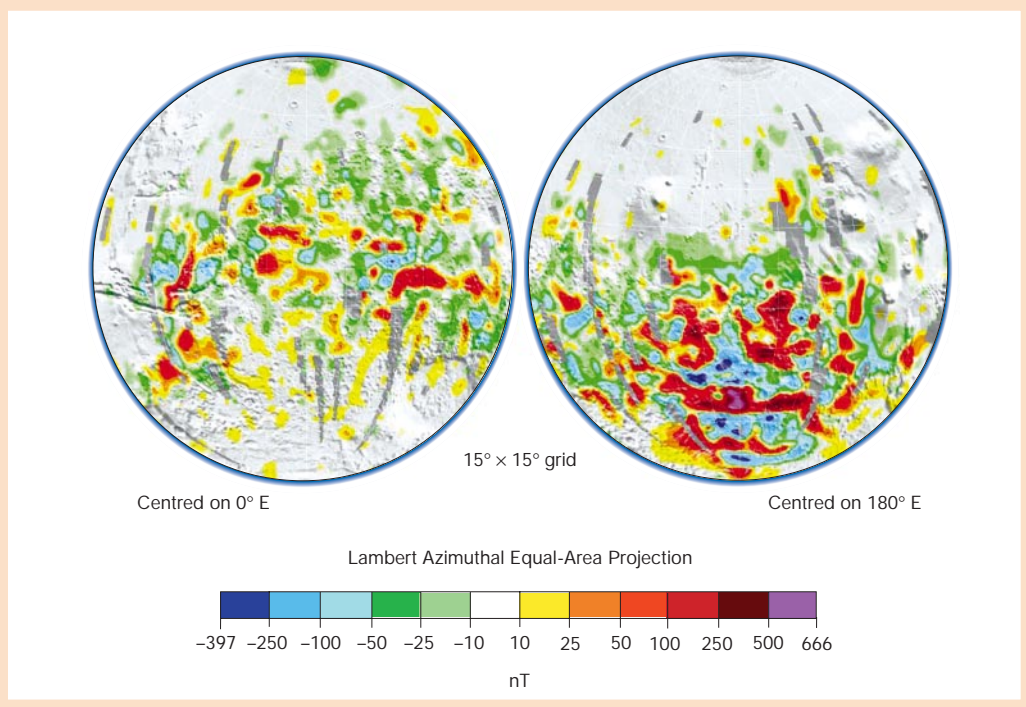 15° × 15° grid
Centred on 0° E
Centred on 180° E
Lambert Azimuthal Equal-Area Projection
–397 –250 –100 –50 –25 –10 10 25 50 100 250 500 666
nT